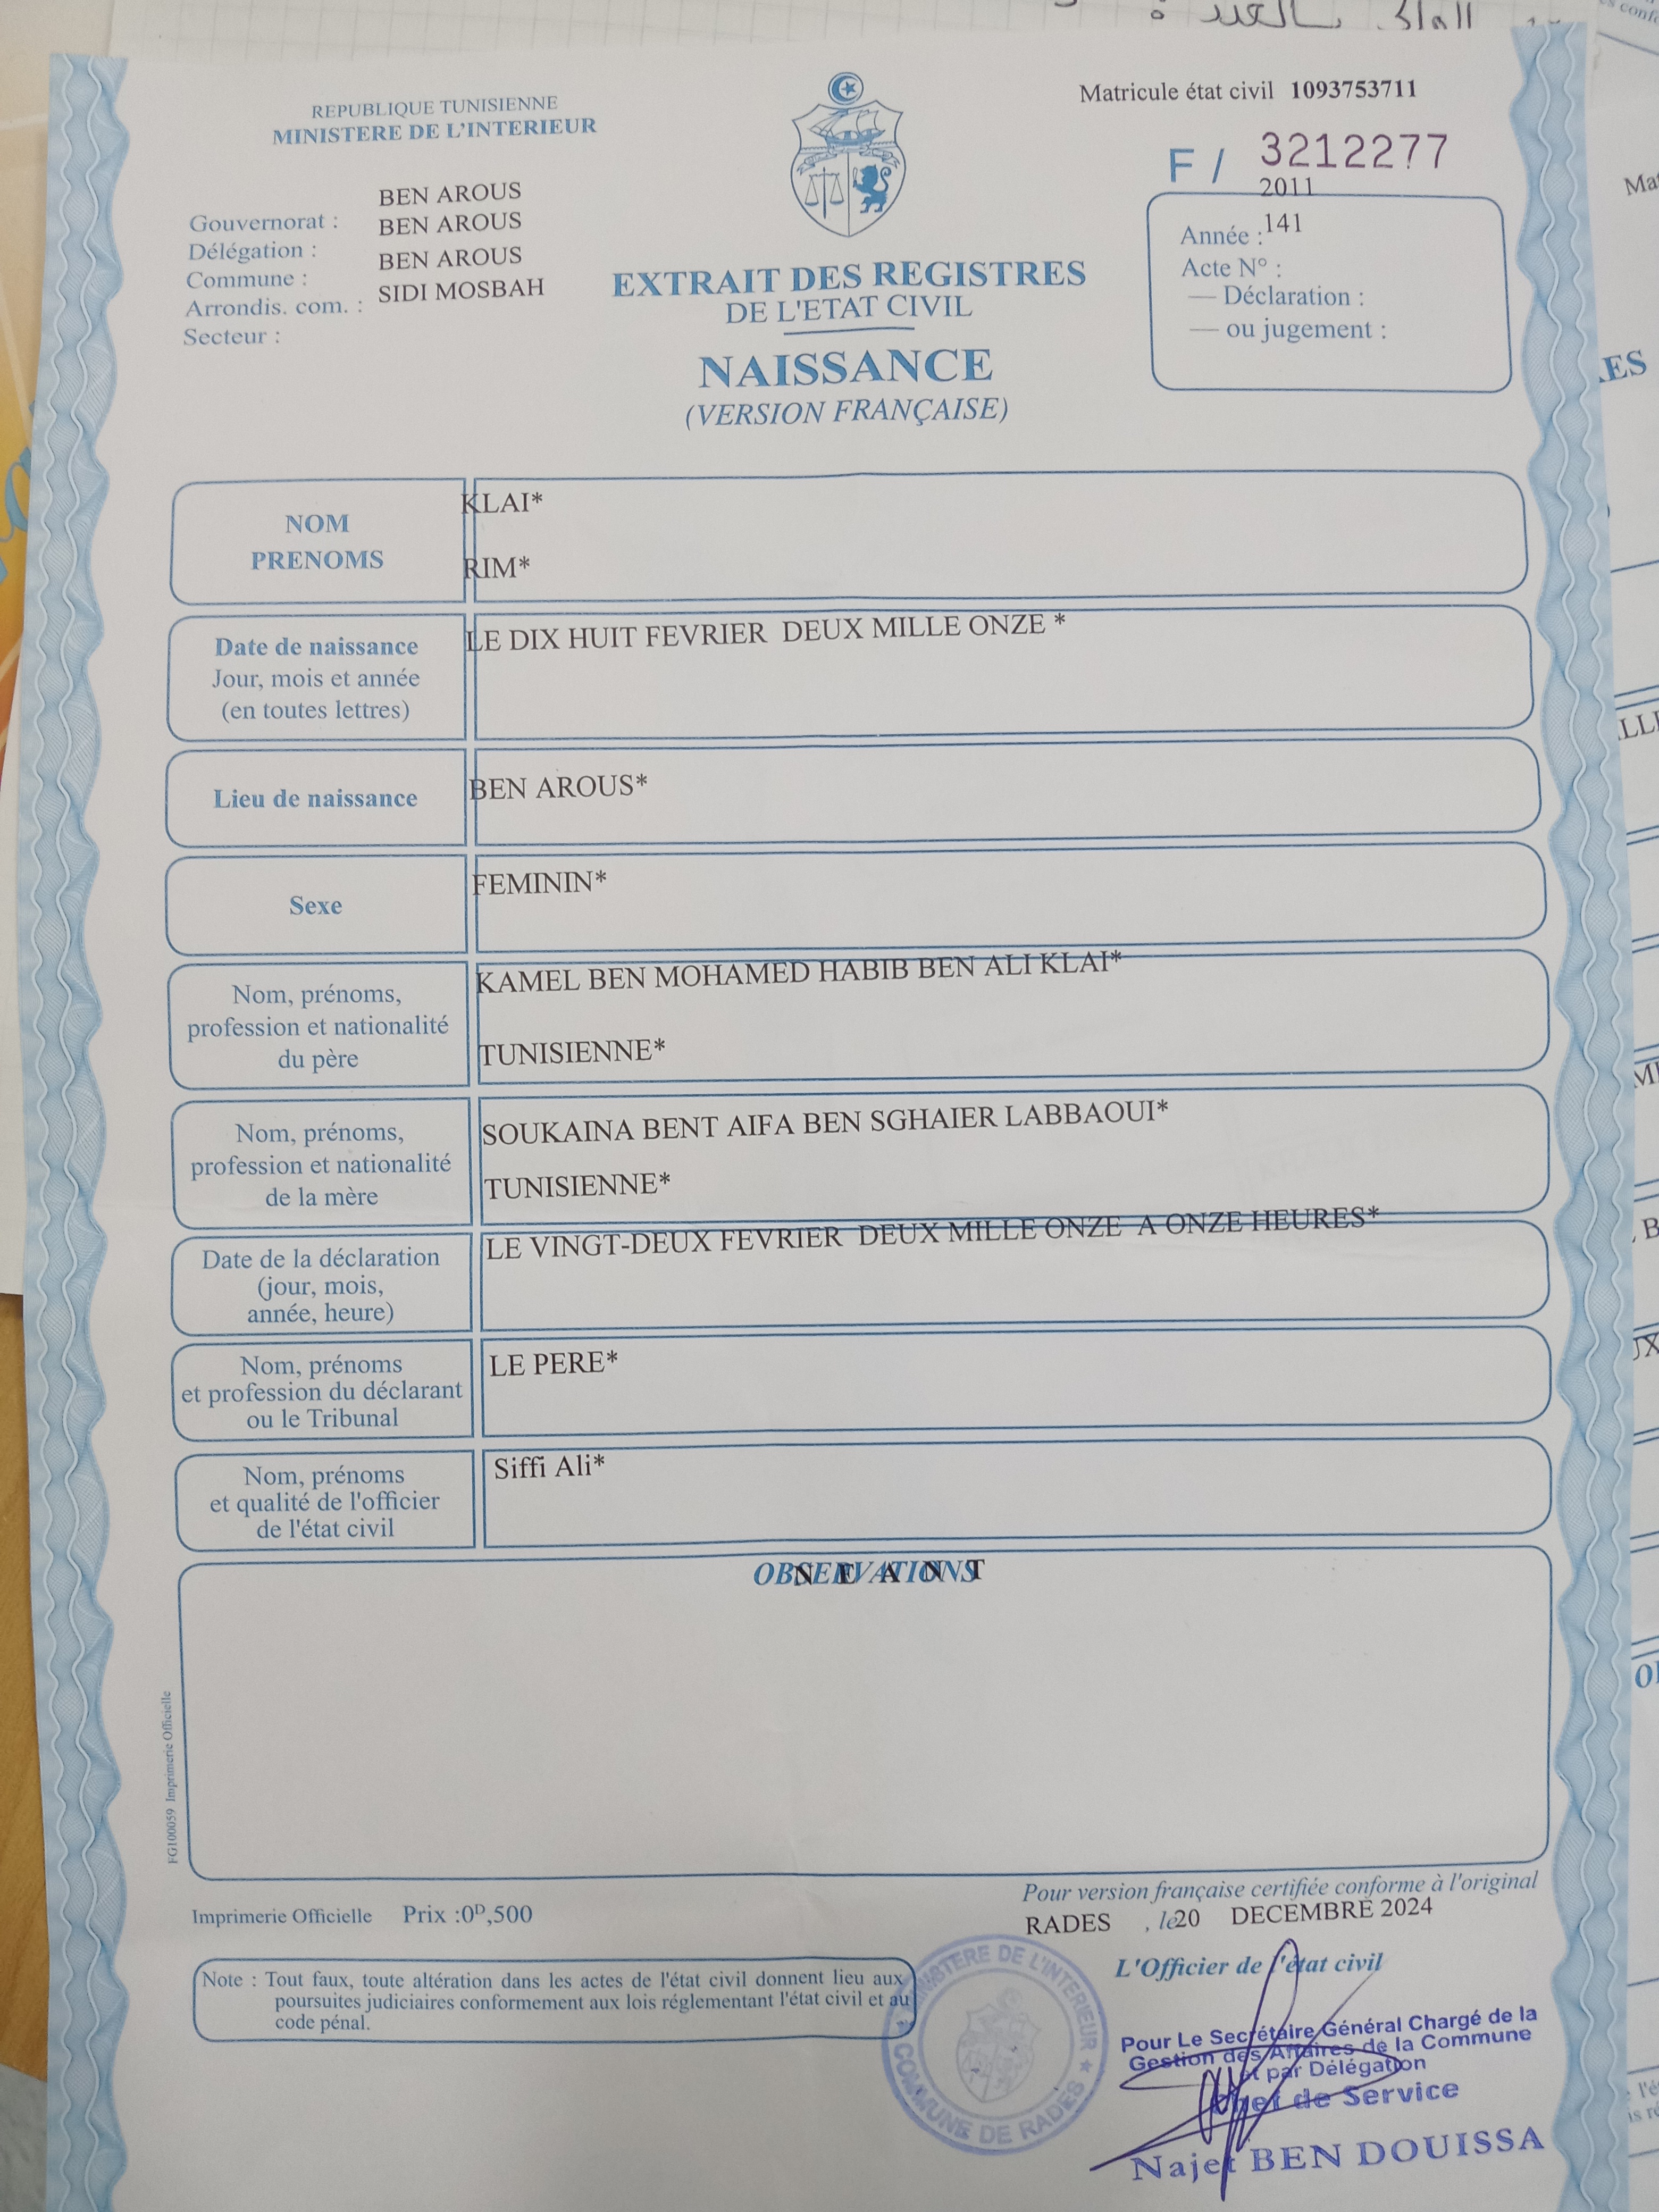 الوالي بالعدد
REPUBLIQUE TUNISIENNE
MINISTERE DE L'INTERIEUR
Matricule état civil 1093753711
F / 3212277
2011
BEN AROUS
Gouvernorat : BEN AROUS
Délégation :
Commune : BEN AROUS
Arrondis. com. : SIDI MOSBAH
Secteur :
EXTRAIT DES REGISTRES
DE L'ETAT CIVIL
NAISSANCE
(VERSION FRANÇAISE)
Année : 141
Acte N° :
— Déclaration :
— ou jugement :
NOM
PRENOMS
KLAI*
RIM*
Date de naissance
Jour, mois et année
(en toutes lettres)
LE DIX HUIT FEVRIER DEUX MILLE ONZE *
Lieu de naissance
BEN AROUS*
Sexe
FEMININ*
Nom, prénoms,
profession et nationalité
du père
KAMEL BEN MOHAMED HABIB BEN ALI KLAI*
TUNISIENNE*
Nom, prénoms,
profession et nationalité
de la mère
SOUKAINA BENT AIFA BEN SGHAIER LABBAOUI*
TUNISIENNE*
Date de la déclaration
(jour, mois,
année, heure)
LE VINGT-DEUX FEVRIER DEUX MILLE ONZE A ONZE HEURES*
Nom, prénoms
et profession du déclarant
ou le Tribunal
LE PERE*
Nom, prénoms
et qualité de l'officier
de l'état civil
Siffi Ali*
OBSERVATIONS
N E A N T
FG100059 Imprimerie Officielle
Imprimerie Officielle Prix :0ᴰ,500
Pour version française certifiée conforme à l'original
RADES , le 20 DECEMBRE 2024
L'Officier de l'état civil
Note : Tout faux, toute altération dans les actes de l'état civil donnent lieu aux
poursuites judiciaires conformement aux lois réglementant l'état civil et au
code pénal.
MINISTERE DE L'INTERIEUR
★ COMMUNE DE RADES ★
Pour Le Secrétaire Général Chargé de la
Gestion des Affaires de la Commune
et par Délégation
Chef de Service
Najet BEN DOUISSA